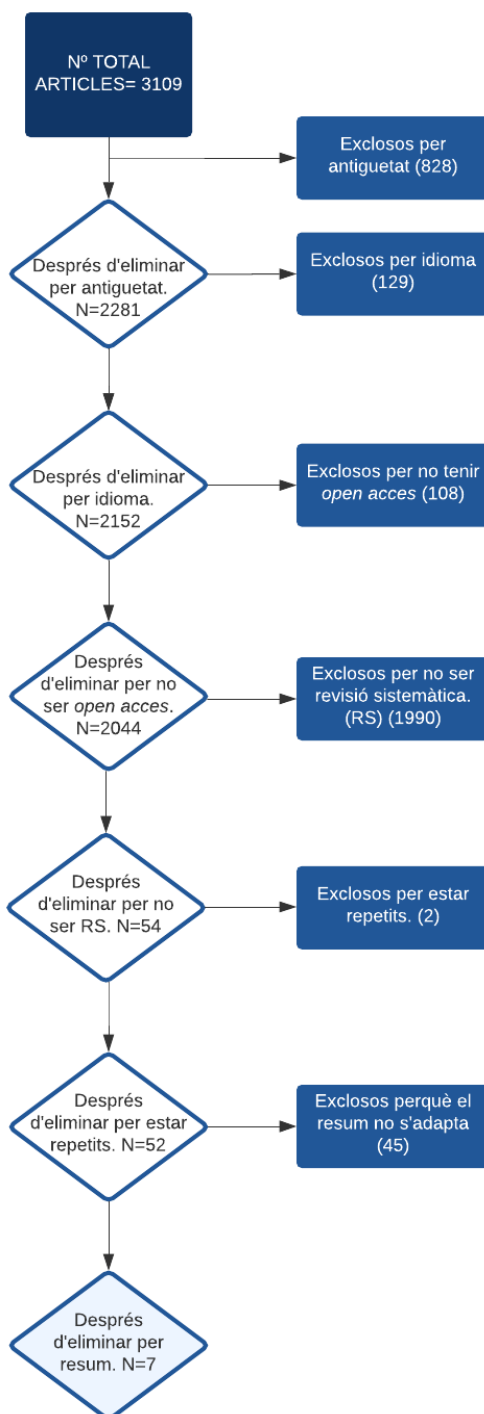 Nº TOTAL
ARTICLES= 3109
Exclosos per
antiguetat (828)
Després d'eliminar
per antiguetat.
N=2281
Exclosos per idioma
(129)
Després d'eliminar
per idioma.
N=2152
Exclosos per no tenir
open acces (108)
Després
d'eliminar per no
ser open acces.
N=2044
Exclosos per no ser
revisió sistemàtica.
(RS) (1990)
Després
d'eliminar per no
ser RS. N=54
Exclosos per estar
repetits. (2)
Després
d'eliminar per estar
repetits. N=52
Exclosos perquè el
resum no s'adapta
(45)
Després
d'eliminar per
resum. N=7